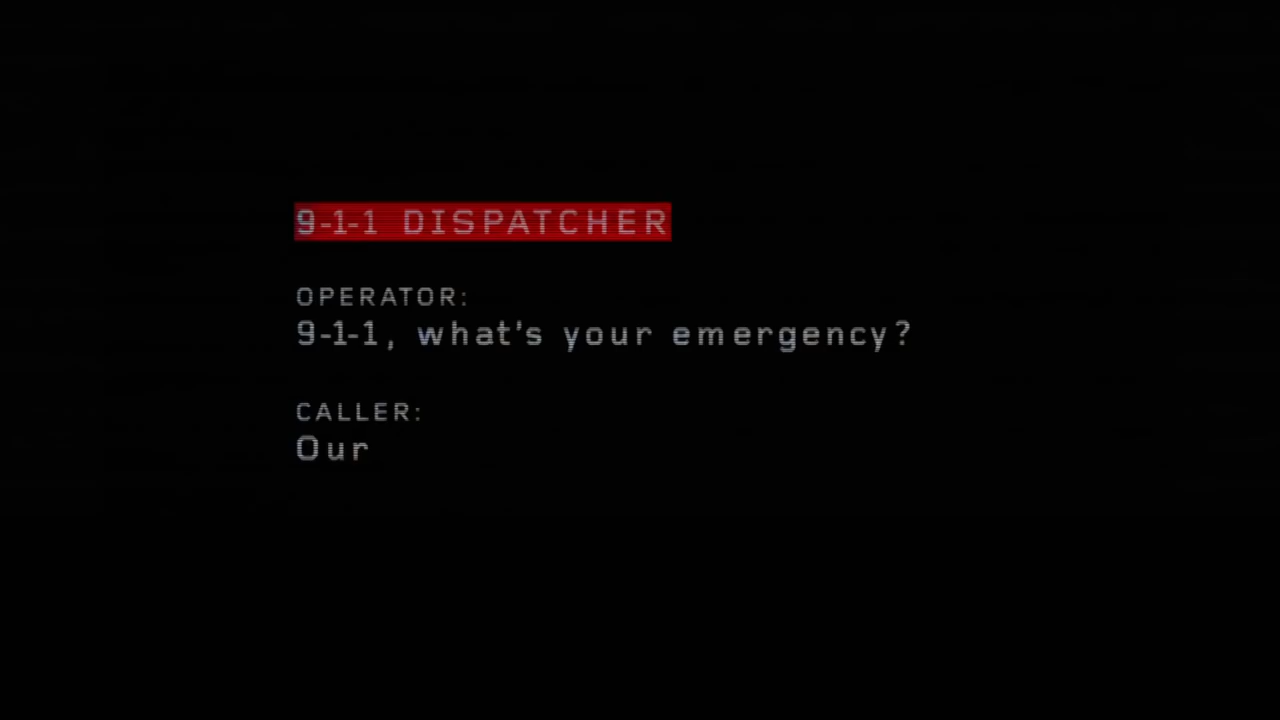 9-1-1 DISPATCHER
OPERATOR:
9-1-1, what's your emergency?
CALLER:
Our